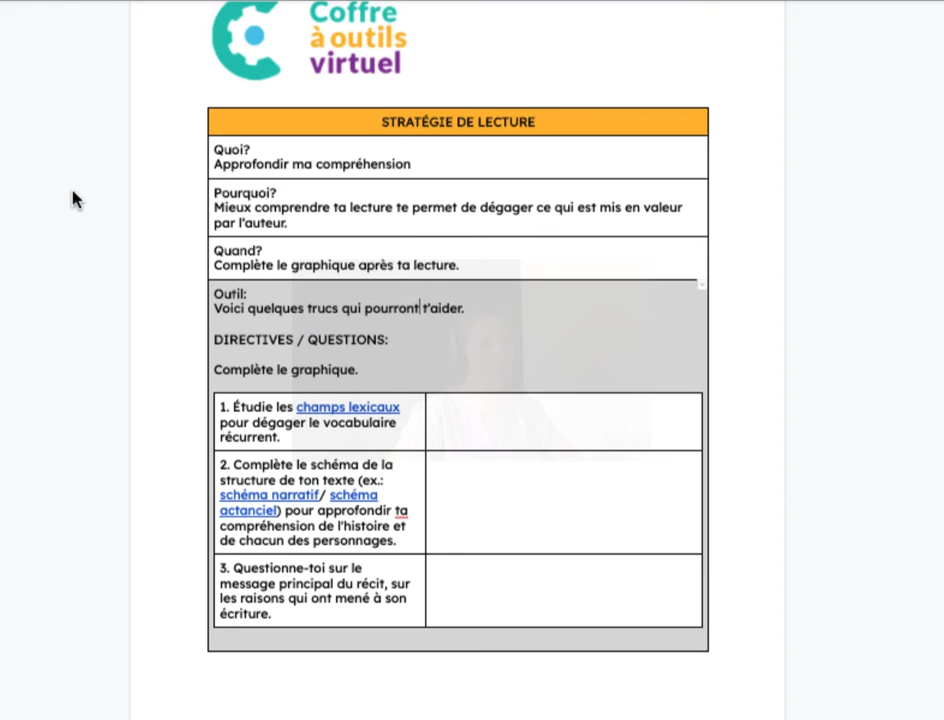 Coffre
à outils
virtuel
STRATÉGIE DE LECTURE
Quoi?
Approfondir ma compréhension
Pourquoi?
Mieux comprendre ta lecture te permet de dégager ce qui est mis en valeur
par l'auteur.
Quand?
Complète le graphique après ta lecture.
Outil:
Voici quelques trucs qui pourront t'aider.
DIRECTIVES / QUESTIONS:
Complète le graphique.
1. Étudie les champs lexicaux
pour dégager le vocabulaire
récurrent.
2. Complète le schéma de la
structure de ton texte (ex.:
schéma narratif/ schéma
actanciel) pour approfondir ta
compréhension de l'histoire et
de chacun des personnages.
3. Questionne-toi sur le
message principal du récit, sur
les raisons qui ont mené à son
écriture.